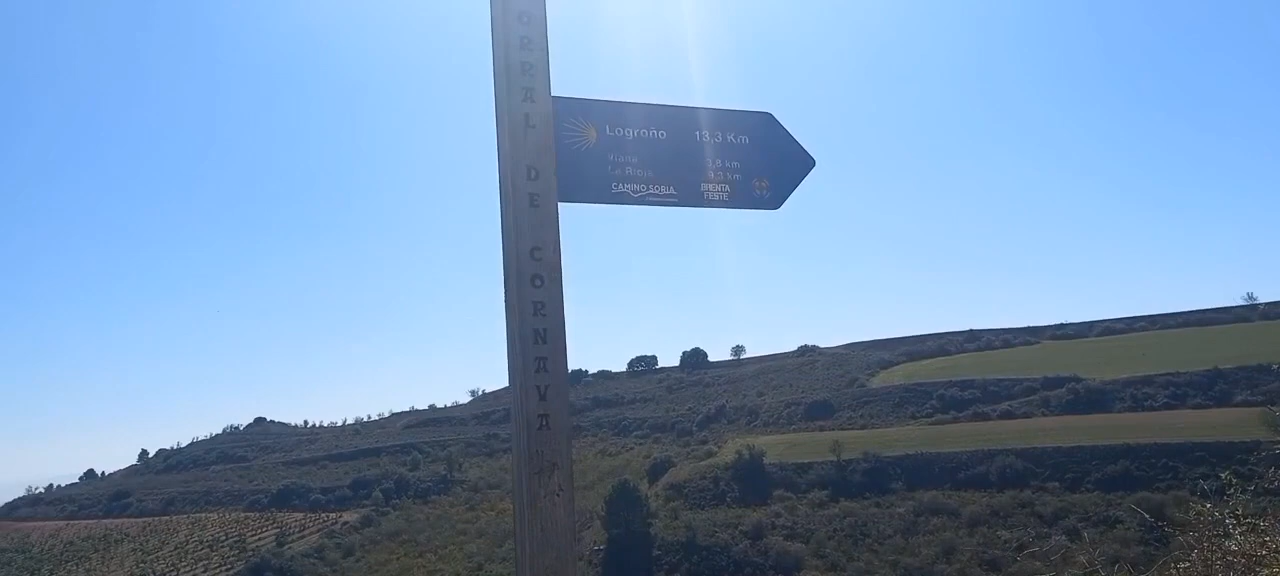 ORRAL DE CORNAVA
Logroño 13,3 Km
Viana 3,8 km
La Rioja 9,3 km
CAMINO SORIA
BRENTA
FESTE